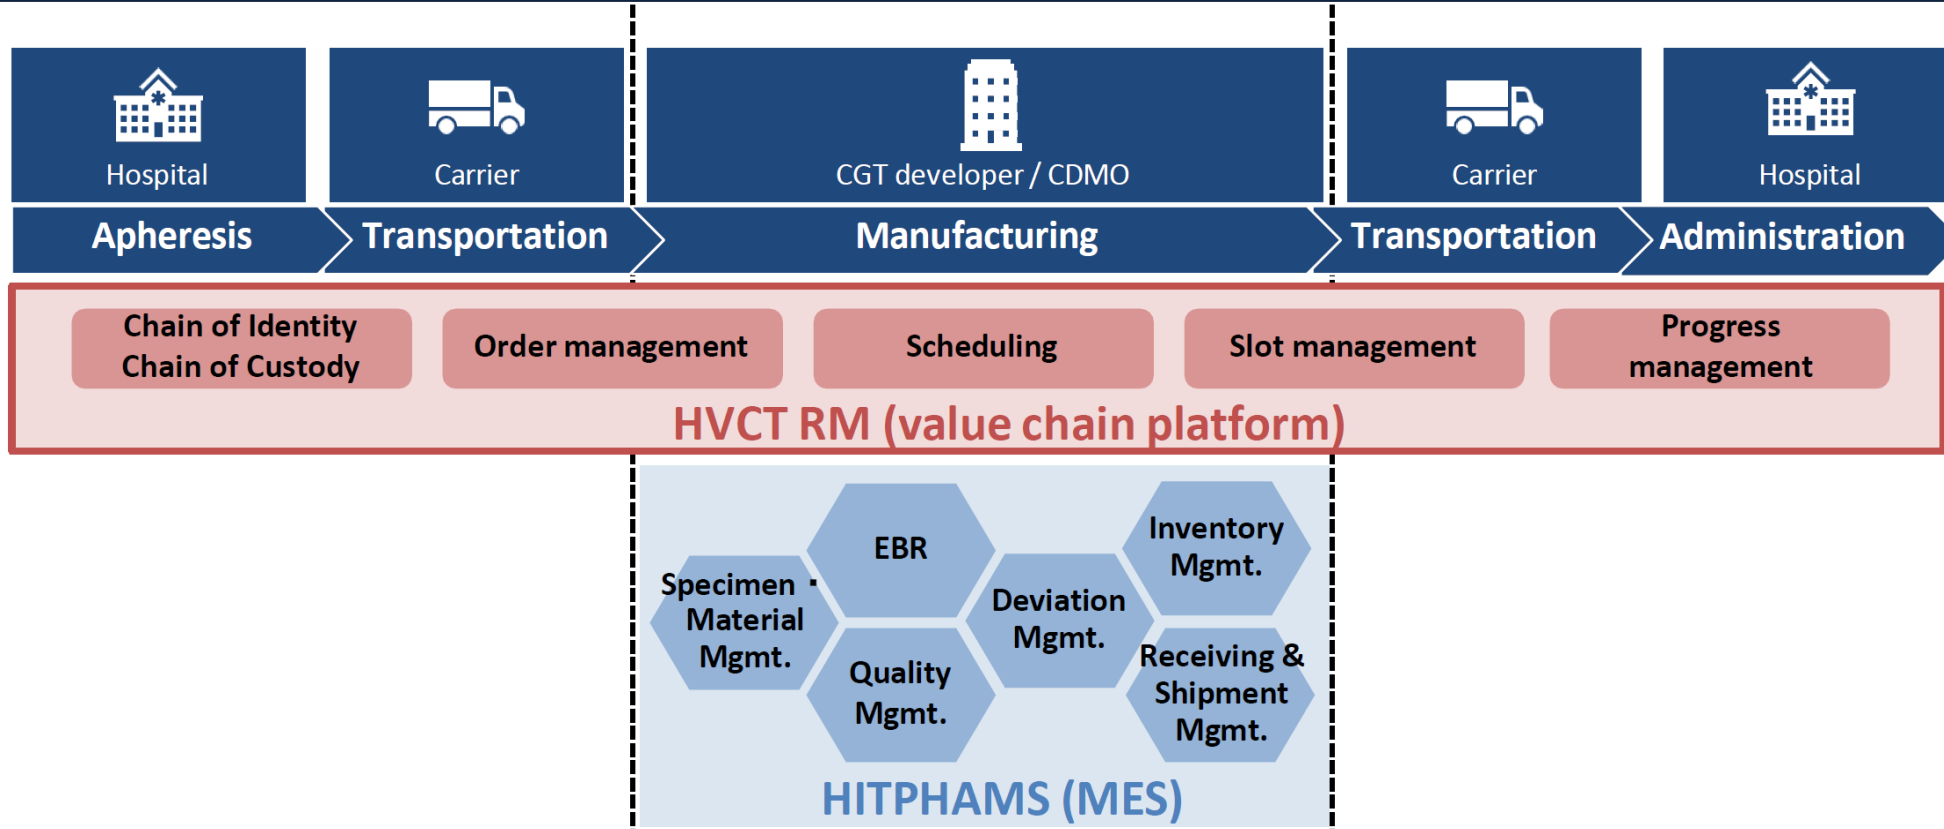 Hospital
Carrier
CGT developer / CDMO
Carrier
Hospital
Apheresis
Transportation
Manufacturing
Transportation
Administration
Chain of Identity
Chain of Custody
Order management
Scheduling
Slot management
Progress
management
HVCT RM (value chain platform)
Specimen・
Material
Mgmt.
EBR
Quality
Mgmt.
Deviation
Mgmt.
Inventory
Mgmt.
Receiving &
Shipment
Mgmt.
HITPHAMS (MES)